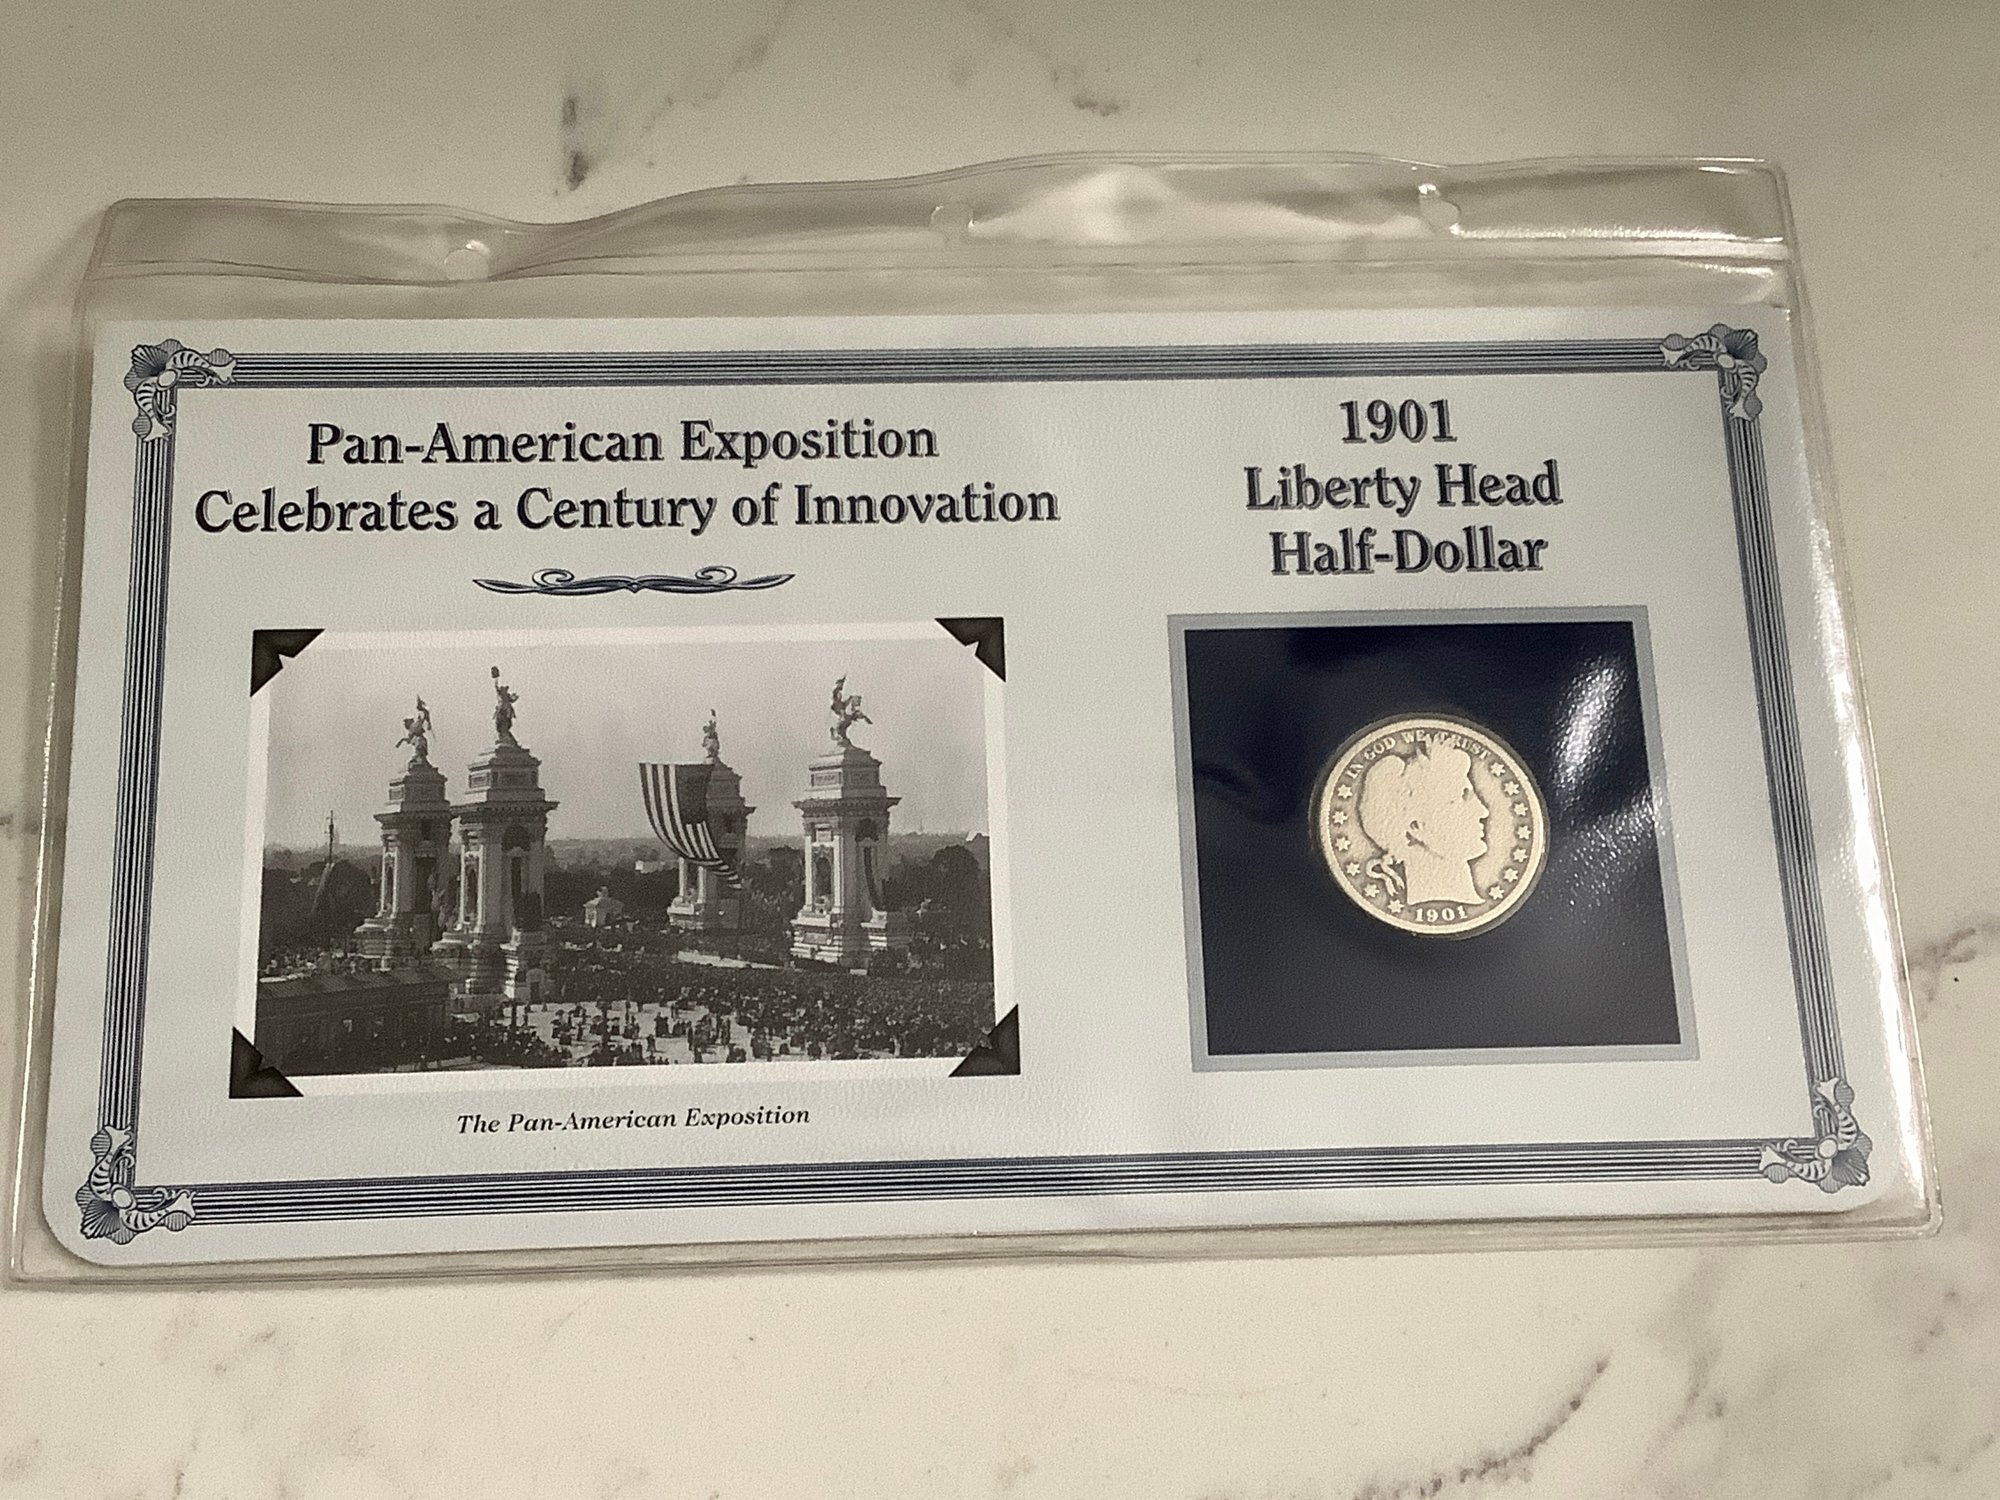 Pan-American Exposition
Celebrates a Century of Innovation
The Pan-American Exposition
1901
Liberty Head
Half-Dollar
IN GOD WE TRUST
1901